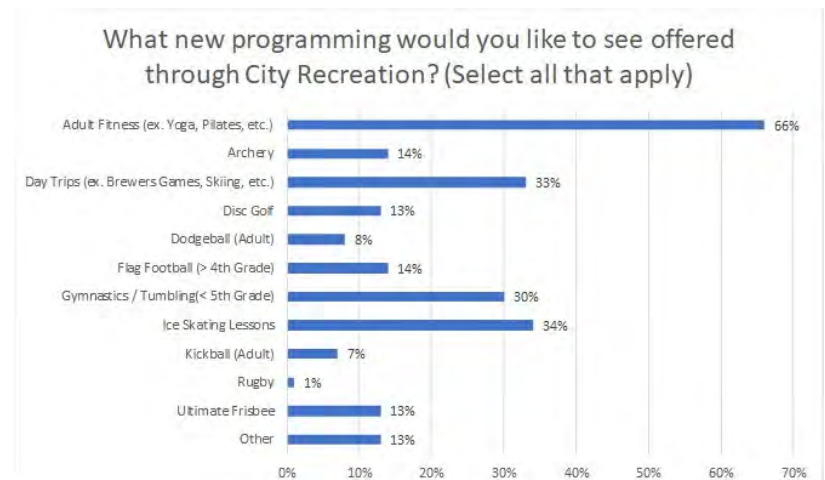 What new programming would you like to see offered
through City Recreation? (Select all that apply)
Adult Fitness (ex. Yoga, Pilates, etc.) 66%
Archery 14%
Day Trips (ex. Brewers Games, Skiing, etc.) 33%
Disc Golf 13%
Dodgeball (Adult) 8%
Flag Football (> 4th Grade) 14%
Gymnastics / Tumbling(< 5th Grade) 30%
Ice Skating Lessons 34%
Kickball (Adult) 7%
Rugby 1%
Ultimate Frisbee 13%
Other 13%
0% 10% 20% 30% 40% 50% 60% 70%